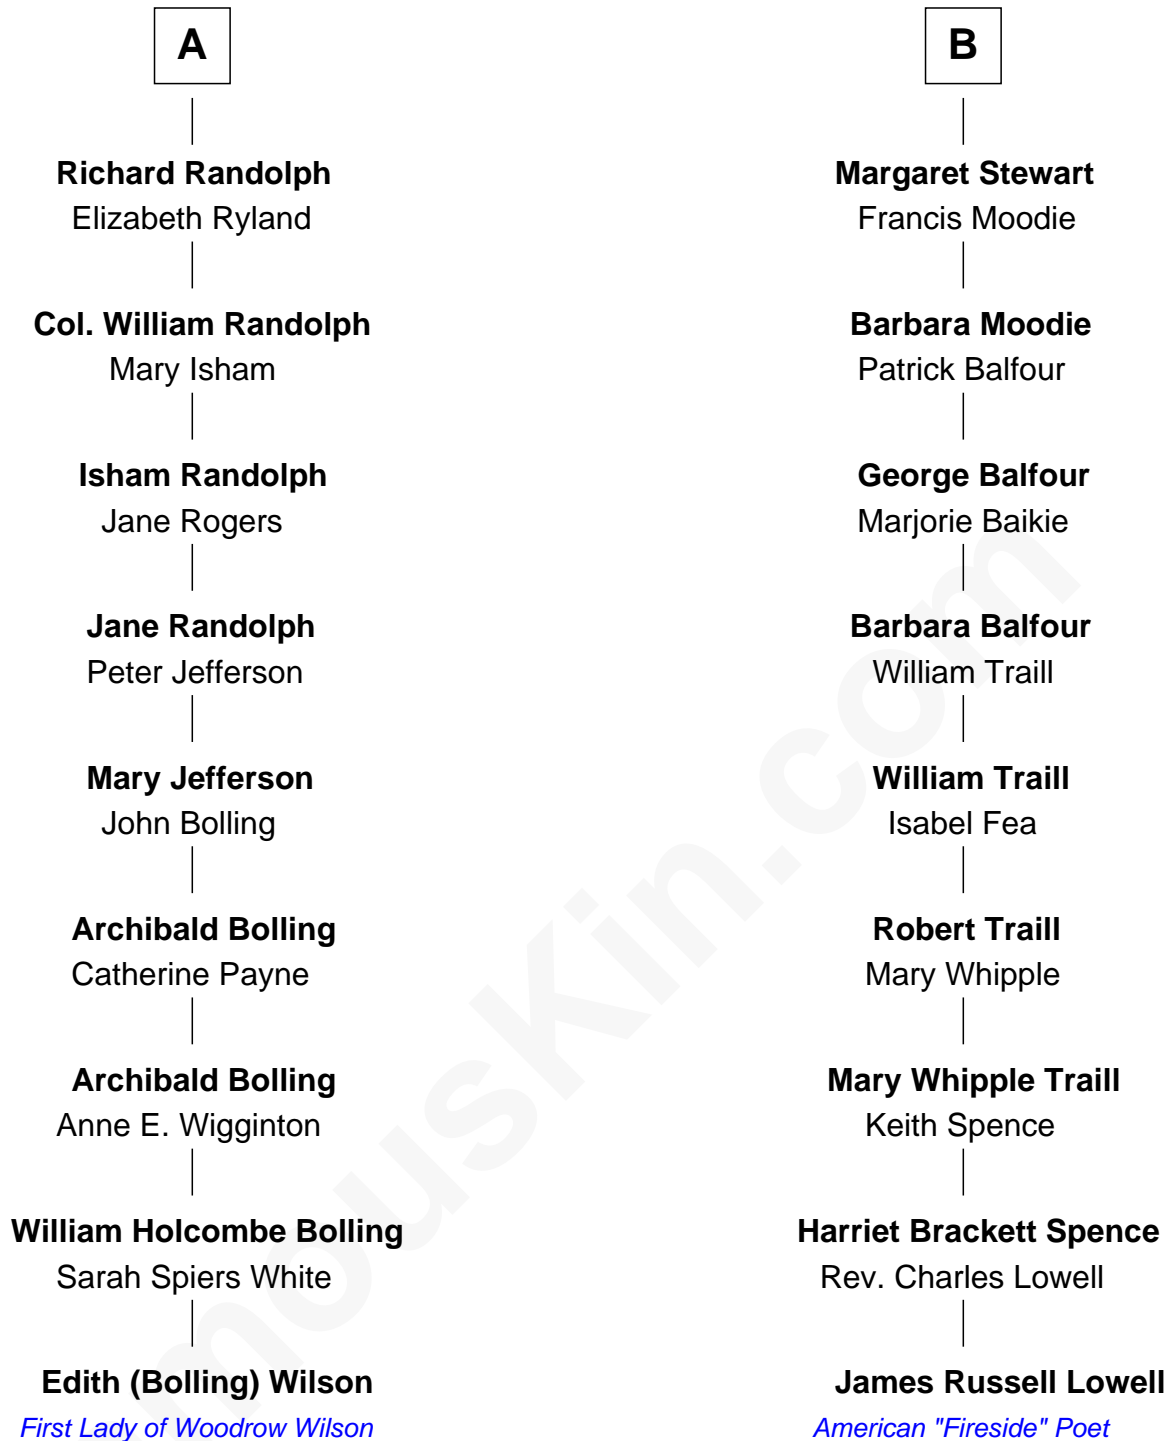 A
Richard Randolph
Elizabeth Ryland
Col. William Randolph
Mary Isham
Isham Randolph
Jane Rogers
Jane Randolph
Peter Jefferson
Mary Jefferson
John Bolling
Archibald Bolling
Catherine Payne
Archibald Bolling
Anne E. Wigginton
William Holcombe Bolling
Sarah Spiers White
Edith (Bolling) Wilson
First Lady of Woodrow Wilson
B
Margaret Stewart
Francis Moodie
Barbara Moodie
Patrick Balfour
George Balfour
Marjorie Baikie
Barbara Balfour
William Traill
William Traill
Isabel Fea
Robert Traill
Mary Whipple
Mary Whipple Traill
Keith Spence
Harriet Brackett Spence
Rev. Charles Lowell
James Russell Lowell
American "Fireside" Poet
mousKin.com